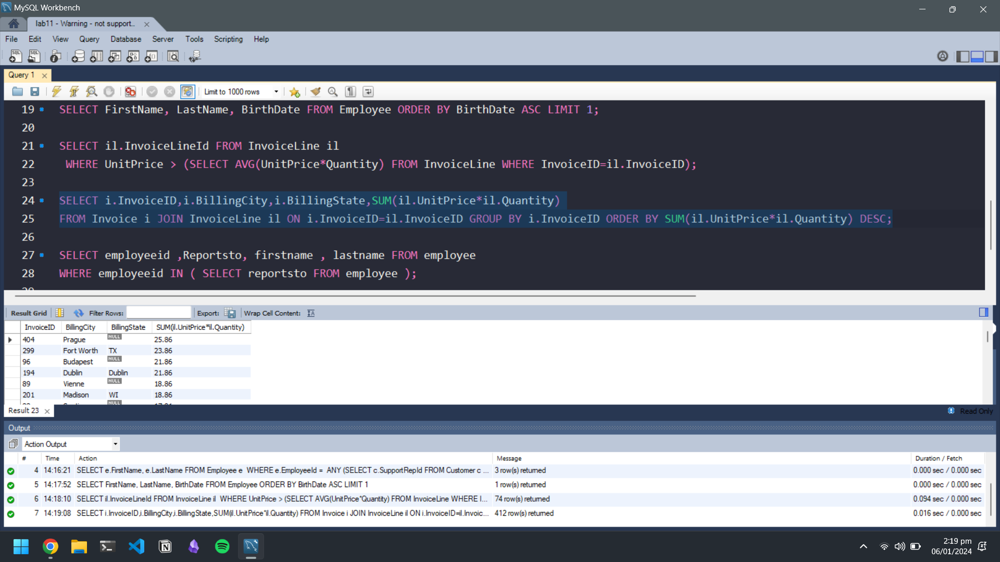 MySQL Workbench
lab11 - Warning - not support...
File Edit View Query Database Server Tools Scripting Help
Query 1
Limit to 1000 rows
19 SELECT FirstName, LastName, BirthDate FROM Employee ORDER BY BirthDate ASC LIMIT 1;
20
21 SELECT il.InvoiceLineId FROM InvoiceLine il
22 WHERE UnitPrice > (SELECT AVG(UnitPrice*Quantity) FROM InvoiceLine WHERE InvoiceID=il.InvoiceID);
23
24 SELECT i.InvoiceID,i.BillingCity,i.BillingState,SUM(il.UnitPrice*il.Quantity)
25 FROM Invoice i JOIN InvoiceLine il ON i.InvoiceID=il.InvoiceID GROUP BY i.InvoiceID ORDER BY SUM(il.UnitPrice*il.Quantity) DESC;
26
27 SELECT employeeid ,Reportsto, firstname , lastname FROM employee
28 WHERE employeeid IN ( SELECT reportsto FROM employee );
Result Grid Filter Rows: Export: Wrap Cell Content:
InvoiceID BillingCity BillingState SUM(il.UnitPrice*il.Quantity)
404 Prague NULL 25.86
299 Fort Worth TX 23.86
96 Budapest NULL 21.86
194 Dublin Dublin 21.86
89 Vienne NULL 18.86
201 Madison WI 18.86
NULL
Result 23
Read Only
Output
Action Output
# Time Action Message Duration / Fetch
4 14:16:21 SELECT e.FirstName, e.LastName FROM Employee e WHERE e.EmployeeId = ANY (SELECT c.SupportRepId FROM Customer c ... 3 row(s) returned 0.000 sec / 0.000 sec
5 14:17:52 SELECT FirstName, LastName, BirthDate FROM Employee ORDER BY BirthDate ASC LIMIT 1 1 row(s) returned 0.000 sec / 0.000 sec
6 14:18:10 SELECT il.InvoiceLineId FROM InvoiceLine il WHERE UnitPrice > (SELECT AVG(UnitPrice*Quantity) FROM InvoiceLine WHERE I... 74 row(s) returned 0.094 sec / 0.000 sec
7 14:19:08 SELECT i.InvoiceID,i.BillingCity,i.BillingState,SUM(il.UnitPrice*il.Quantity) FROM Invoice i JOIN InvoiceLine il ON i.InvoiceID=il.Invoic... 412 row(s) returned 0.016 sec / 0.000 sec
2:19 pm
06/01/2024